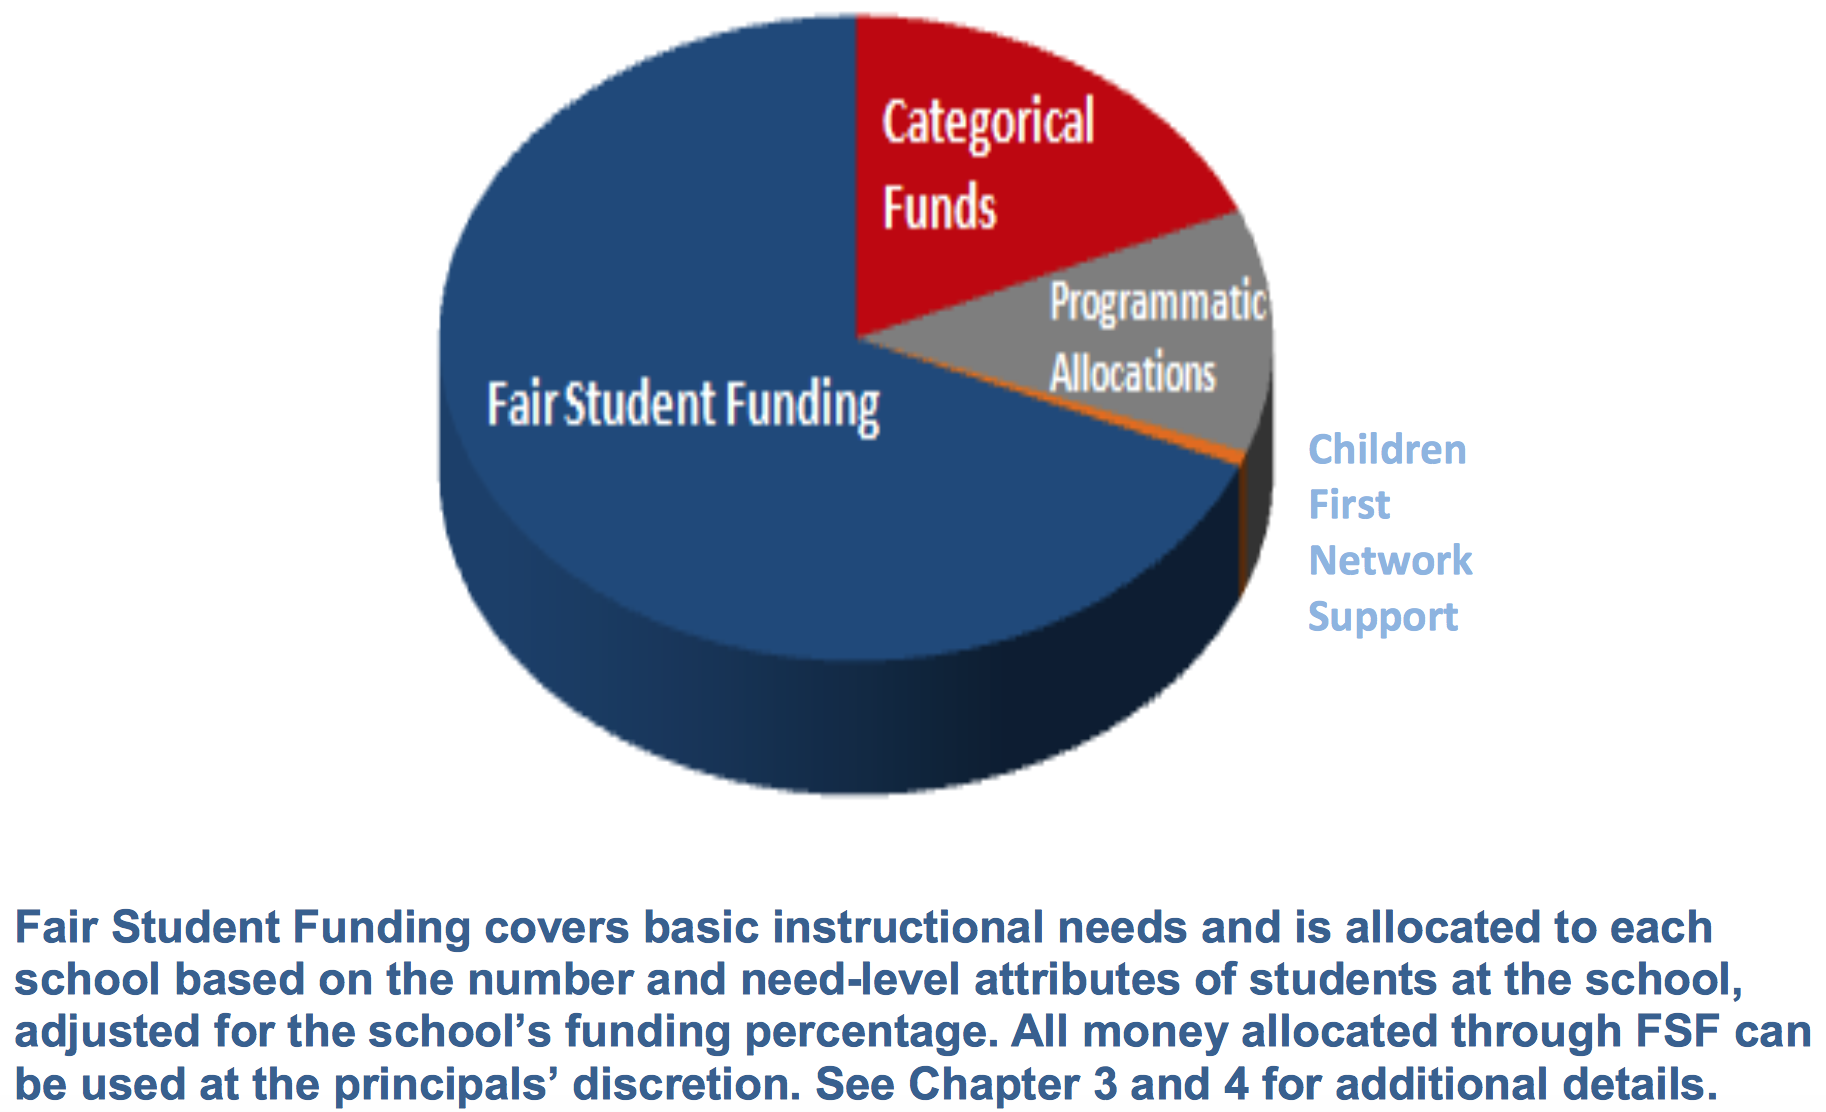 Categorical
Funds
Programmatic
Allocations
Fair Student Funding
Children
First
Network
Support
Fair Student Funding covers basic instructional needs and is allocated to each
school based on the number and need-level attributes of students at the school,
adjusted for the school’s funding percentage. All money allocated through FSF can
be used at the principals’ discretion. See Chapter 3 and 4 for additional details.